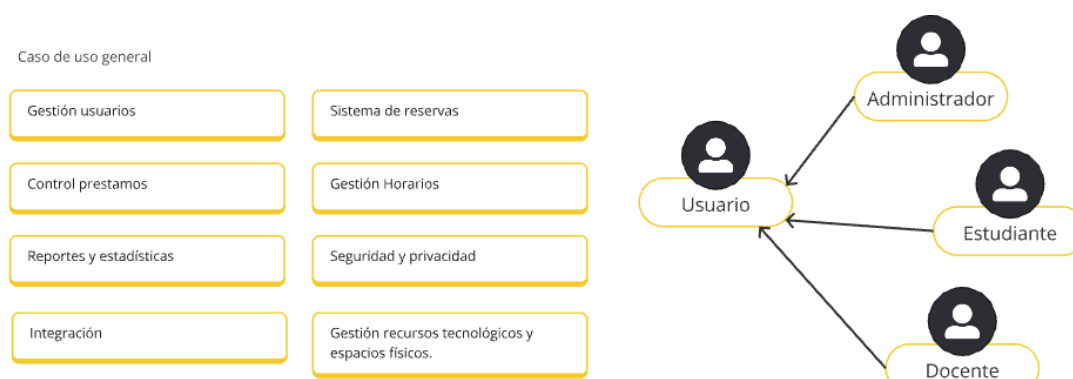 Caso de uso general
Gestión usuarios
Sistema de reservas
Control prestamos
Gestión Horarios
Reportes y estadísticas
Seguridad y privacidad
Integración
Gestión recursos tecnológicos y
espacios físicos.
Administrador
Usuario
Estudiante
Docente